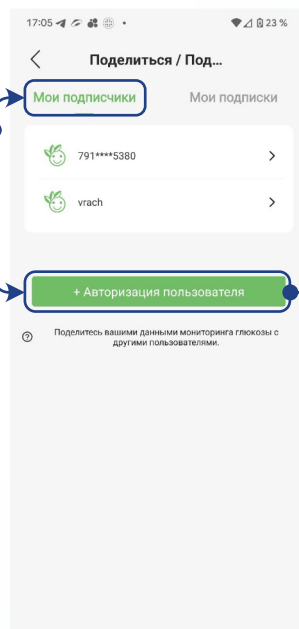 17:05
23 %
Поделиться / Под...
Мои подписчики
Мои подписки
791****5380
vrach
+ Авторизация пользователя
Поделитесь вашими данными мониторинга глюкозы с
другими пользователями.